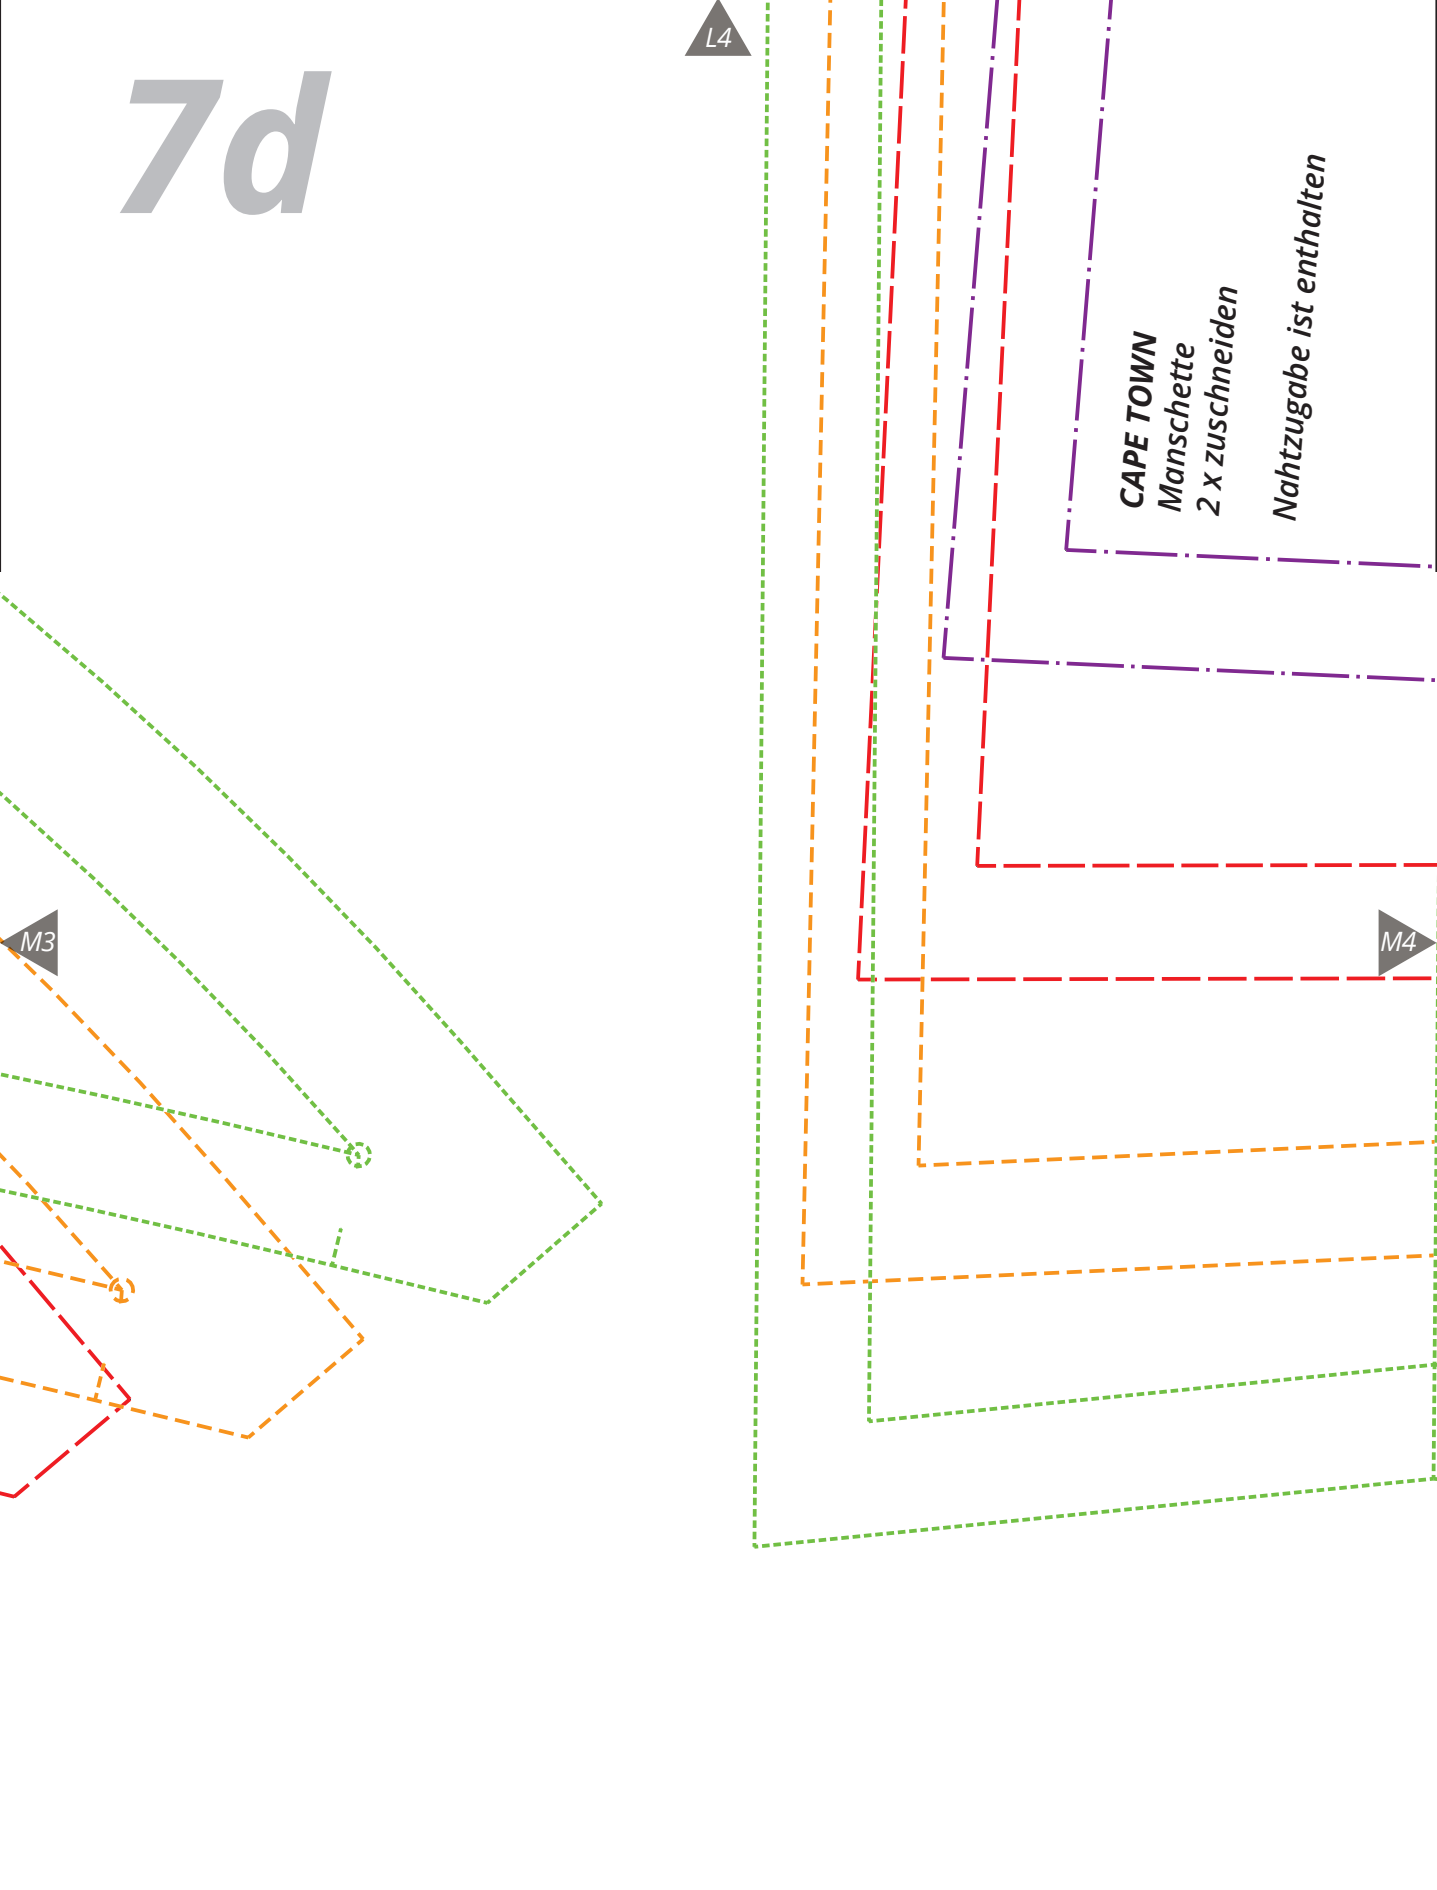 L4
7d
CAPE TOWN
Manschette
2 x zuschneiden
Nahtzugabe ist enthalten
M3
M4